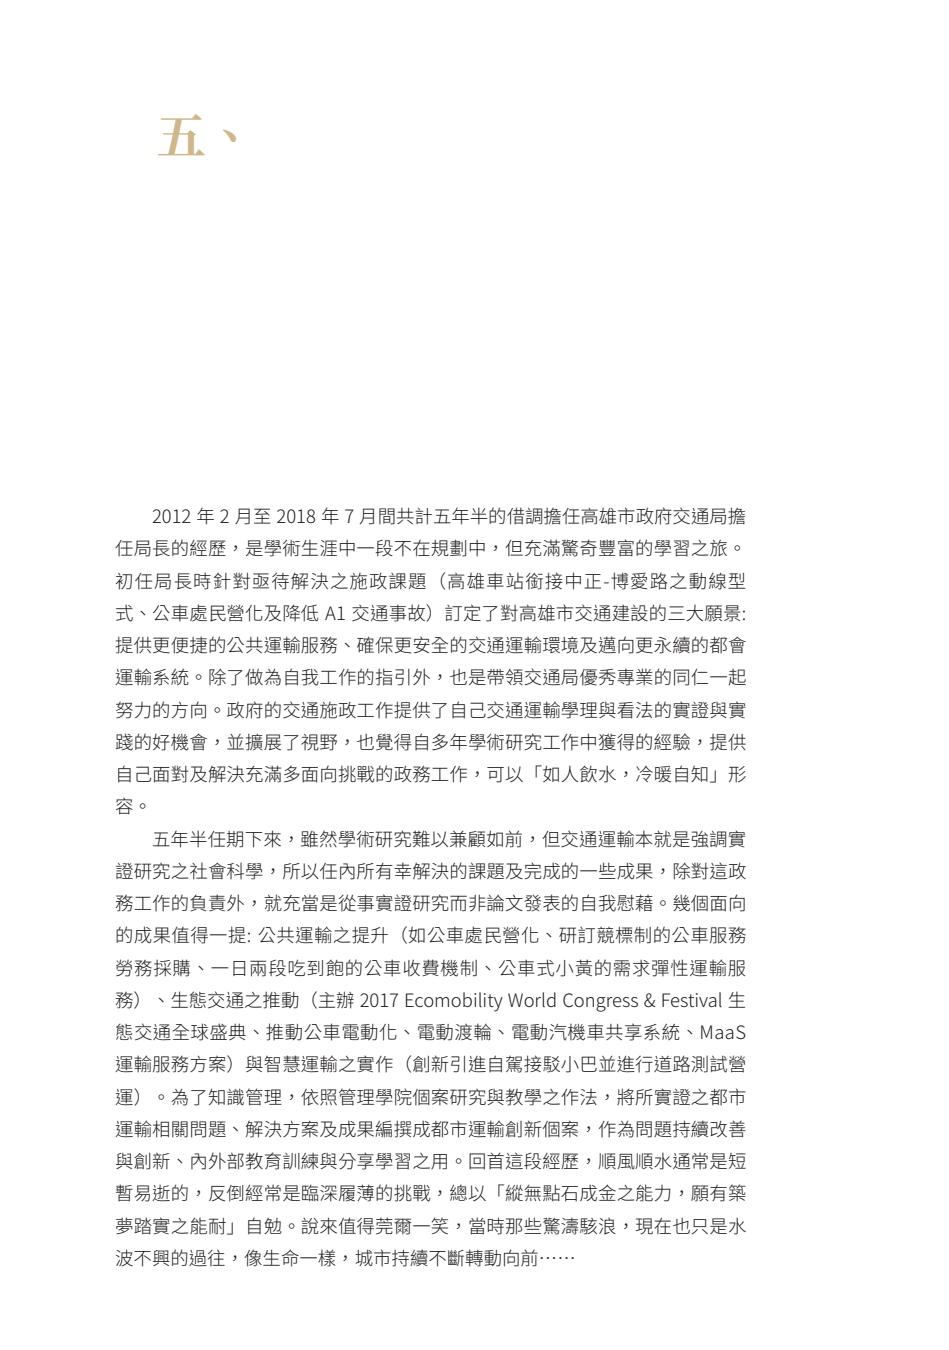 五、
2012 年 2 月至 2018 年 7 月間共計五年半的借調擔任高雄市政府交通局擔
任局長的經歷，是學術生涯中一段不在規劃中，但充滿驚奇豐富的學習之旅。
初任局長時針對亟待解決之施政課題（高雄車站銜接中正-博愛路之動線型
式、公車處民營化及降低 A1 交通事故）訂定了對高雄市交通建設的三大願景:
提供更便捷的公共運輸服務、確保更安全的交通運輸環境及邁向更永續的都會
運輸系統。除了做為自我工作的指引外，也是帶領交通局優秀專業的同仁一起
努力的方向。政府的交通施政工作提供了自己交通運輸學理與看法的實證與實
踐的好機會，並擴展了視野，也覺得自多年學術研究工作中獲得的經驗，提供
自己面對及解決充滿多面向挑戰的政務工作，可以「如人飲水，冷暖自知」形
容。
五年半任期下來，雖然學術研究難以兼顧如前，但交通運輸本就是強調實
證研究之社會科學，所以任內所有幸解決的課題及完成的一些成果，除對這政
務工作的負責外，就充當是從事實證研究而非論文發表的自我慰藉。幾個面向
的成果值得一提: 公共運輸之提升（如公車處民營化、研訂競標制的公車服務
勞務採購、一日兩段吃到飽的公車收費機制、公車式小黃的需求彈性運輸服
務）、生態交通之推動（主辦 2017 Ecomobility World Congress & Festival 生
態交通全球盛典、推動公車電動化、電動渡輪、電動汽機車共享系統、MaaS
運輸服務方案）與智慧運輸之實作（創新引進自駕接駁小巴並進行道路測試營
運）。為了知識管理，依照管理學院個案研究與教學之作法，將所實證之都市
運輸相關問題、解決方案及成果編撰成都市運輸創新個案，作為問題持續改善
與創新、內外部教育訓練與分享學習之用。回首這段經歷，順風順水通常是短
暫易逝的，反倒經常是臨深履薄的挑戰，總以「縱無點石成金之能力，願有築
夢踏實之能耐」自勉。說來值得莞爾一笑，當時那些驚濤駭浪，現在也只是水
波不興的過往，像生命一樣，城市持續不斷轉動向前⋯⋯